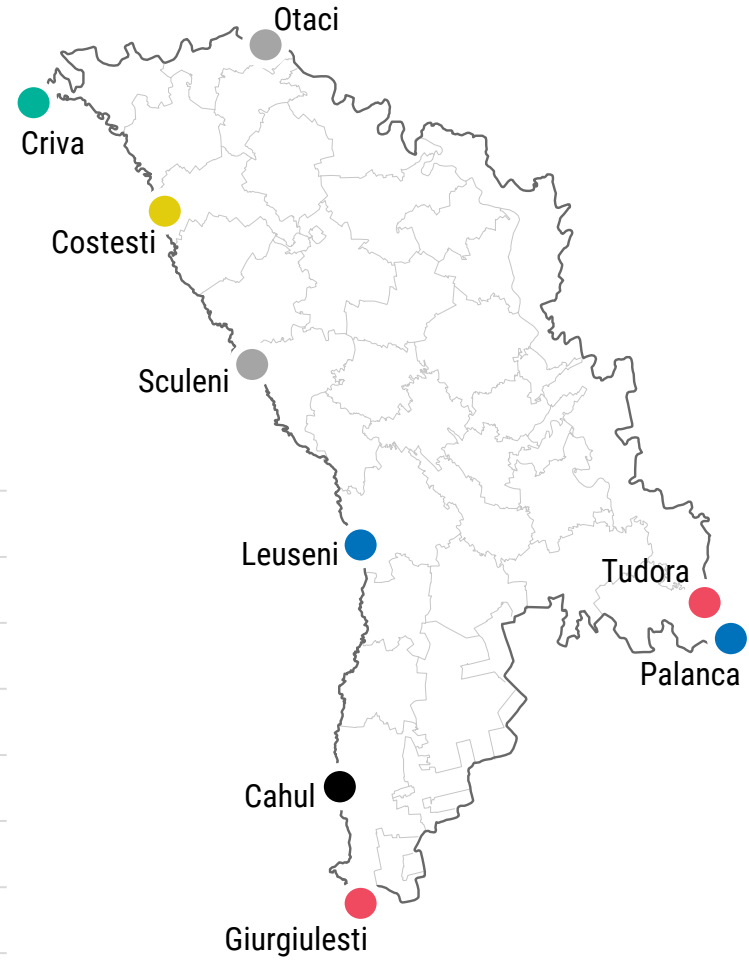 Otaci
Criva
Costesti
Sculeni
Leuseni
Tudora
Palanca
Cahul
Giurgiulesti